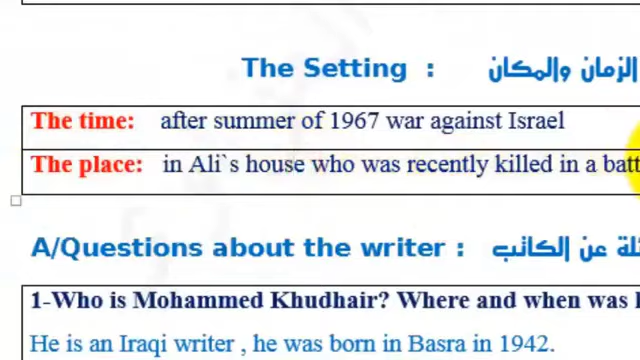 The Setting : الزمان والمكان
The time: after summer of 1967 war against Israel
The place: in Ali`s house who was recently killed in a
A/Questions about the writer : عن الكاتب
1-Who is Mohammed Khudhair? Where and when was
He is an Iraqi writer , he was born in Basra in 1942.